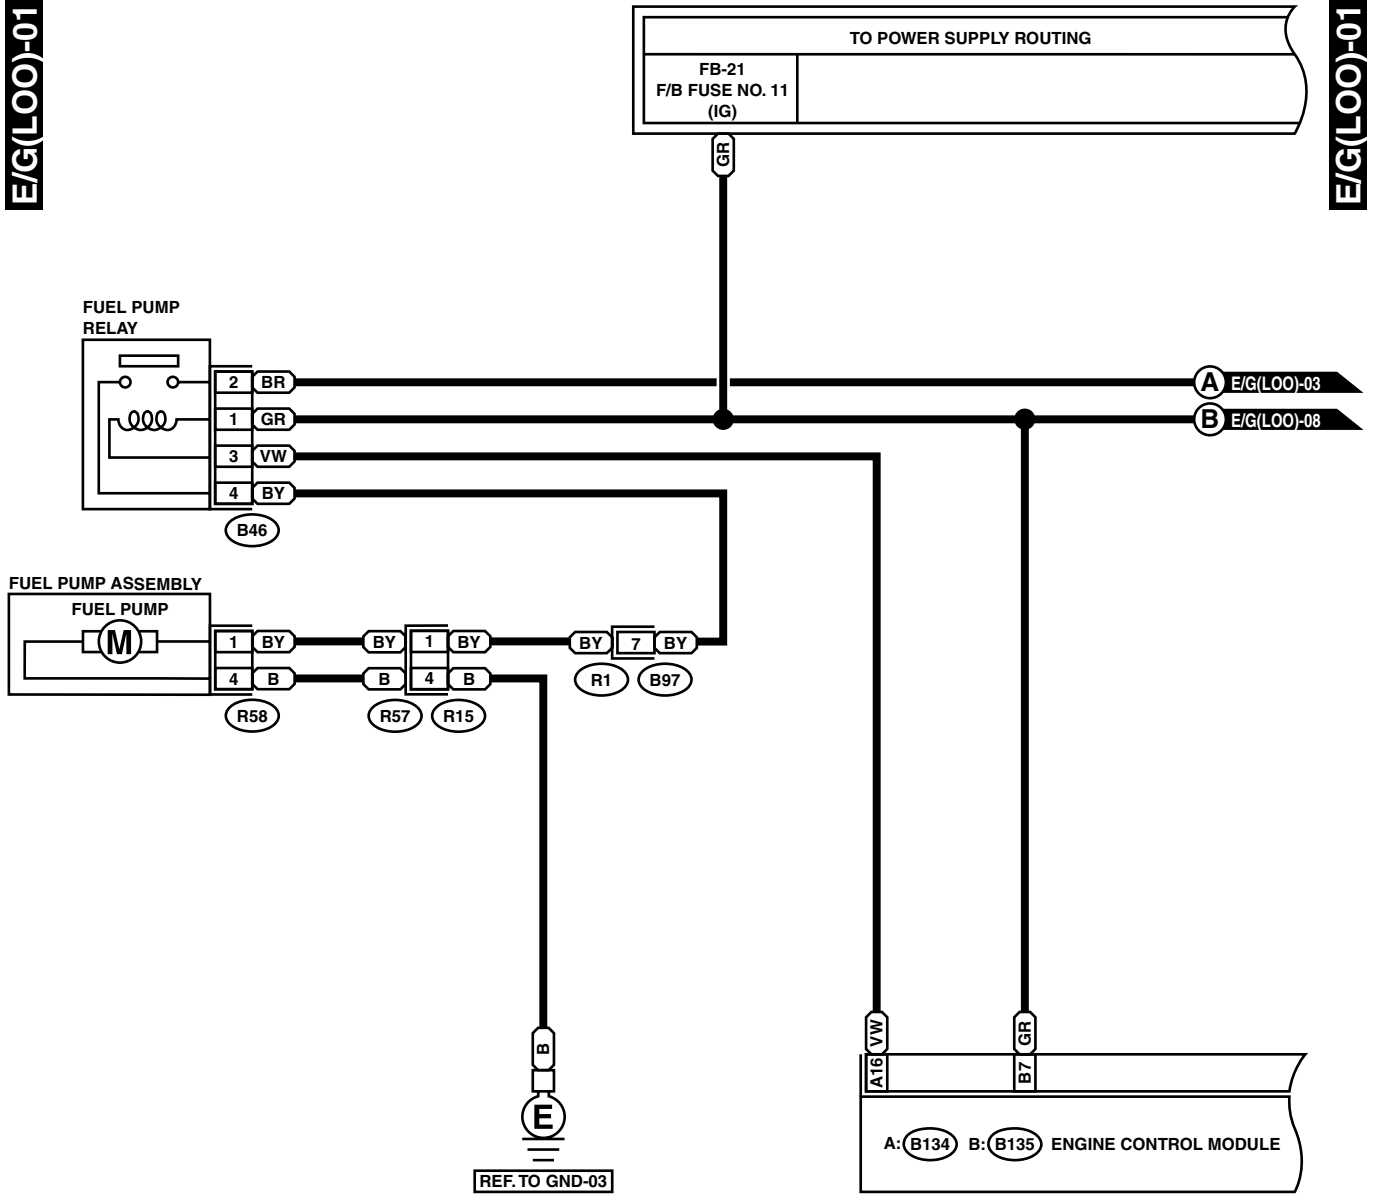 E/G(LOO)-01
E/G(LOO)-01
TO POWER SUPPLY ROUTING
FB-21
F/B FUSE NO. 11
(IG)
GR
FUEL PUMP
RELAY
2 BR
A E/G(LOO)-03
1 GR
B E/G(LOO)-08
3 VW
4 BY
B46
FUEL PUMP ASSEMBLY
FUEL PUMP
M
1 BY BY 1 BY BY 7 BY
4 B B 4 B
R1 B97
R58 R57 R15
B
E
REF. TO GND-03
VW GR
A16 B7
A: B134 B: B135 ENGINE CONTROL MODULE